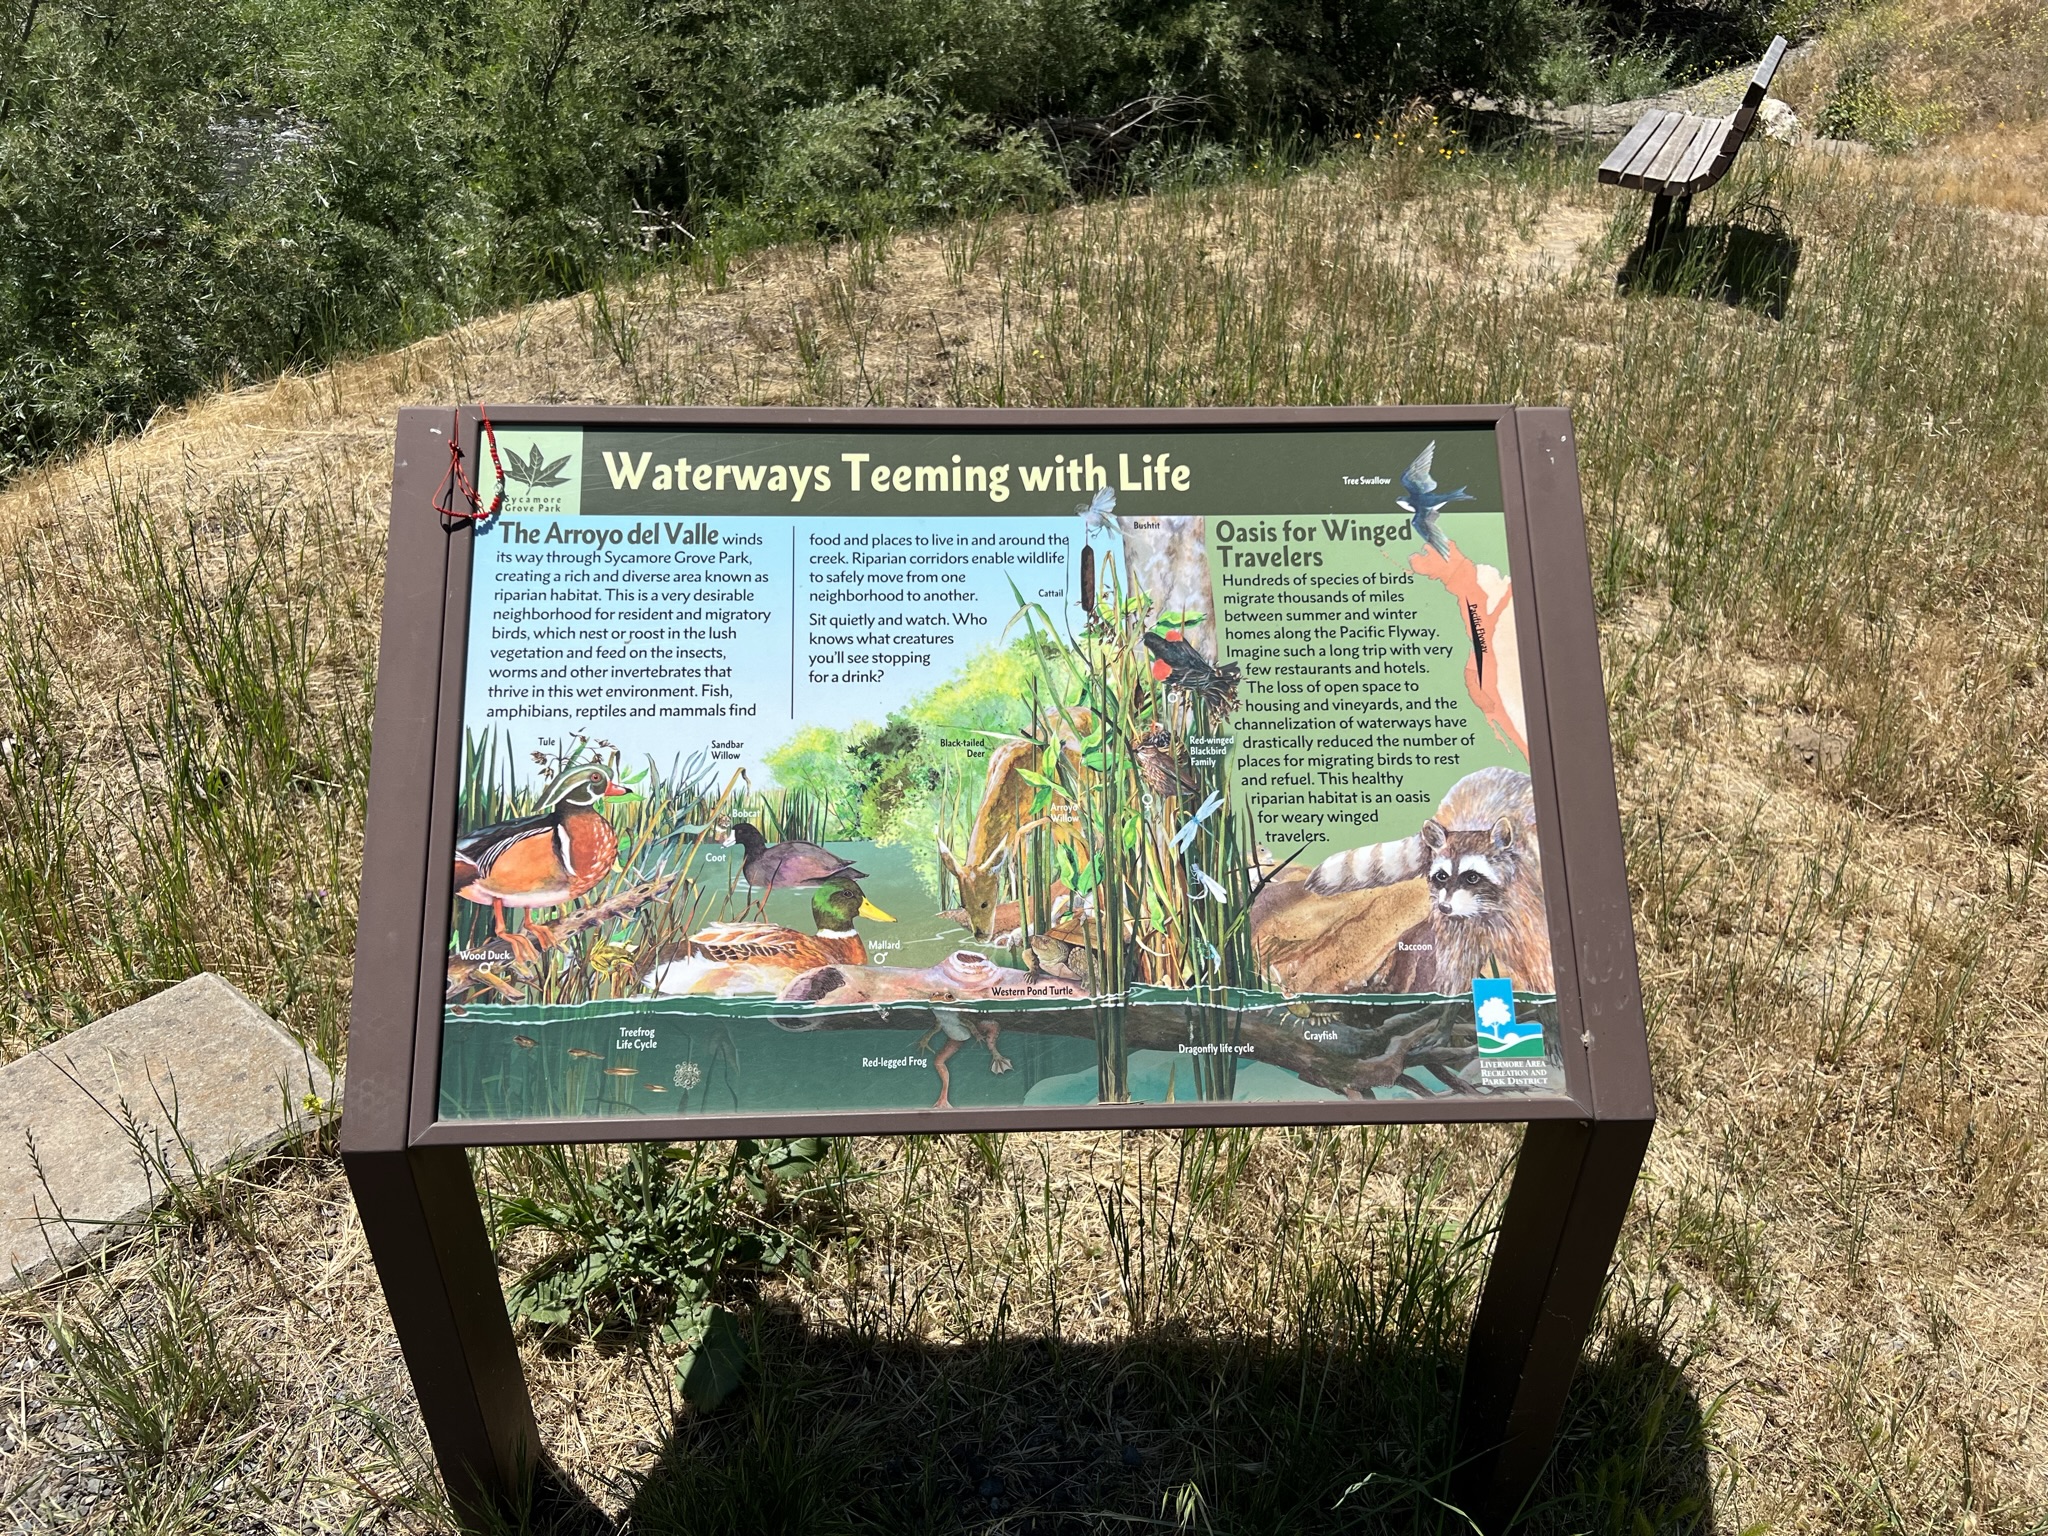 Sycamore
Grove Park
Waterways Teeming with Life
Tree Swallow
The Arroyo del Valle winds
its way through Sycamore Grove Park,
creating a rich and diverse area known as
riparian habitat. This is a very desirable
neighborhood for resident and migratory
birds, which nest or roost in the lush
vegetation and feed on the insects,
worms and other invertebrates that
thrive in this wet environment. Fish,
amphibians, reptiles and mammals find
food and places to live in and around the
creek. Riparian corridors enable wildlife
to safely move from one
neighborhood to another.
Sit quietly and watch. Who
knows what creatures
you'll see stopping
for a drink?
Bushtit
Cattail
Oasis for Winged
Travelers
Hundreds of species of birds
migrate thousands of miles
between summer and winter
homes along the Pacific Flyway.
Imagine such a long trip with very
few restaurants and hotels.
The loss of open space to
housing and vineyards, and the
channelization of waterways have
drastically reduced the number of
places for migrating birds to rest
and refuel. This healthy
riparian habitat is an oasis
for weary winged
travelers.
Pacific Flyway
Tule
Sandbar
Willow
Black-tailed
Deer
Red-winged
Blackbird
Family
♂
♀
Bobcat
Arroyo
Willow
Coot
Wood Duck
♂
Mallard
♂
Raccoon
Western Pond Turtle
Treefrog
Life Cycle
Red-legged Frog
Dragonfly life cycle
Crayfish
Livermore Area
Recreation and
Park District